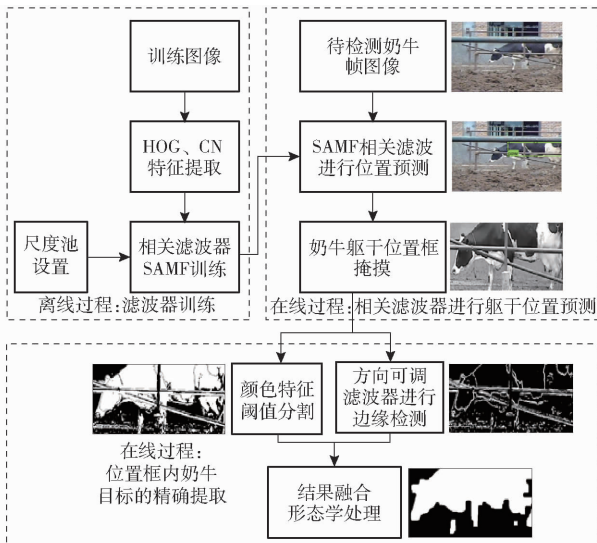 训练图像
HOG、CN
特征提取
尺度池
设置
相关滤波器
SAMF训练
离线过程:滤波器训练
待检测奶牛
帧图像
SAMF相关滤波
进行位置预测
奶牛躯干位置框
掩摸
在线过程:相关滤波器进行躯干位置预测
颜色特征
阈值分割
方向可调
滤波器进行
边缘检测
在线过程:
位置框内奶牛
目标的精确提取
结果融合
形态学处理